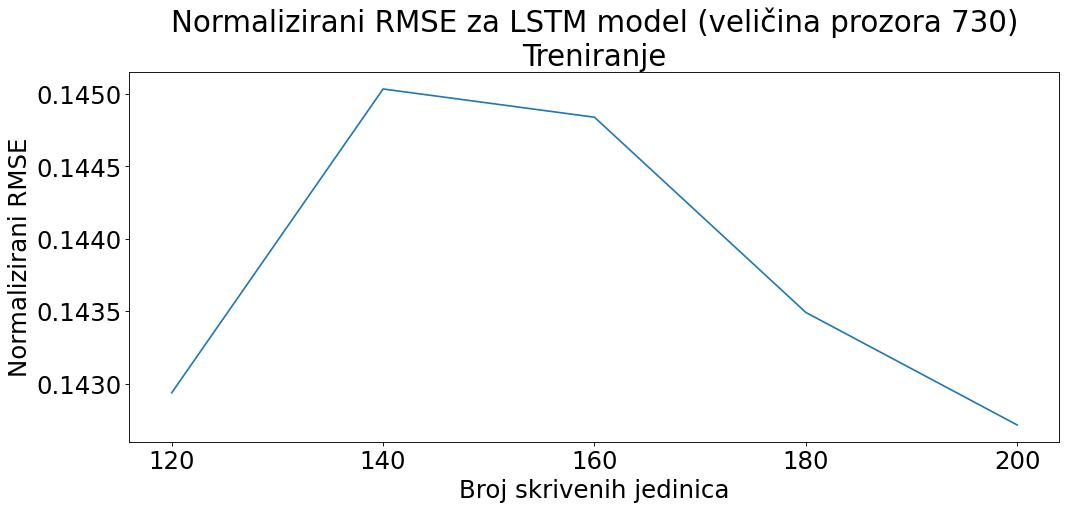 Normalizirani RMSE za LSTM model (veličina prozora 730)
Treniranje
Normalizirani RMSE
0.1450
0.1445
0.1440
0.1435
0.1430
120 140 160 180 200
Broj skrivenih jedinica